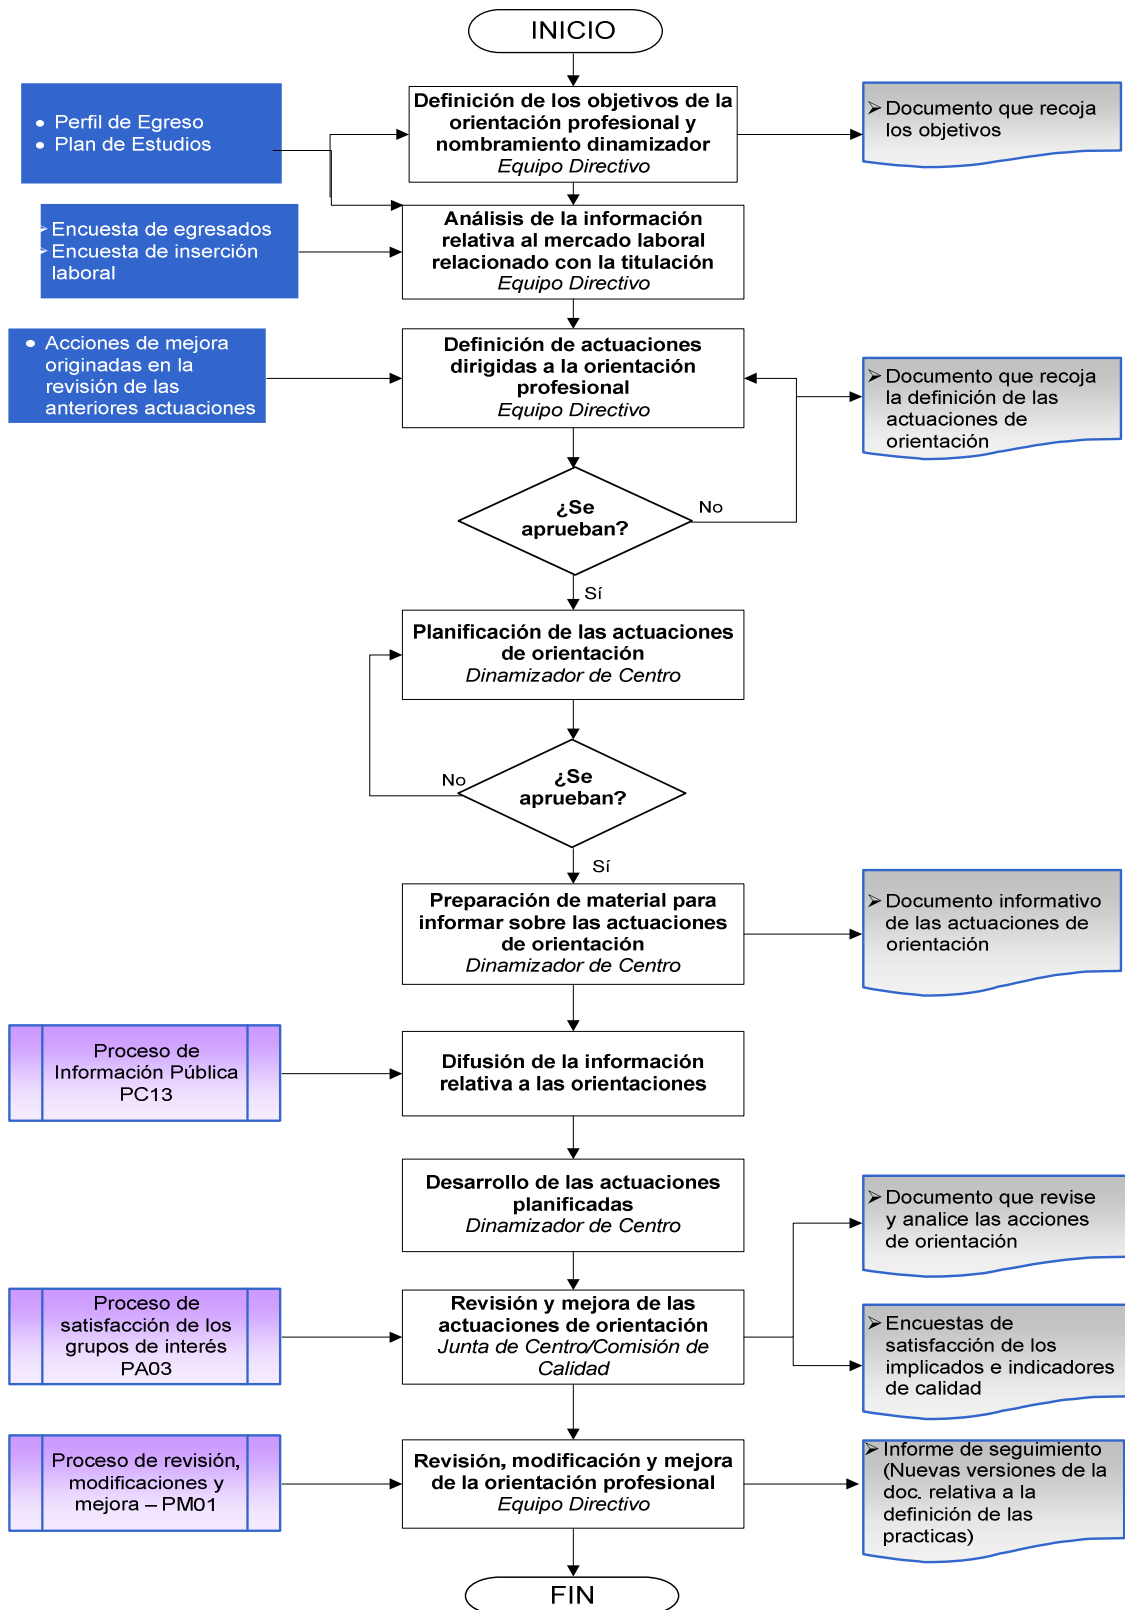 INICIO
Definición de los objetivos de la
orientación profesional y
nombramiento dinamizador
Equipo Directivo
• Perfil de Egreso
• Plan de Estudios
➢ Documento que recoja
los objetivos
Análisis de la información
relativa al mercado laboral
relacionado con la titulación
Equipo Directivo
➢ Encuesta de egresados
➢ Encuesta de inserción
laboral
Definición de actuaciones
dirigidas a la orientación
profesional
Equipo Directivo
• Acciones de mejora
originadas en la
revisión de las
anteriores actuaciones
➢ Documento que recoja
la definición de las
actuaciones de
orientación
¿Se
aprueban?
No
Sí
Planificación de las actuaciones
de orientación
Dinamizador de Centro
¿Se
aprueban?
No
Sí
Preparación de material para
informar sobre las actuaciones
de orientación
Dinamizador de Centro
➢ Documento informativo
de las actuaciones de
orientación
Proceso de
Información Pública
PC13
Difusión de la información
relativa a las orientaciones
Desarrollo de las actuaciones
planificadas
Dinamizador de Centro
➢ Documento que revise
y analice las acciones
de orientación
Proceso de
satisfacción de los
grupos de interés
PA03
Revisión y mejora de las
actuaciones de orientación
Junta de Centro/Comisión de
Calidad
➢ Encuestas de
satisfacción de los
implicados e indicadores
de calidad
Proceso de revisión,
modificaciones y
mejora – PM01
Revisión, modificación y mejora
de la orientación profesional
Equipo Directivo
➢ Informe de seguimiento
(Nuevas versiones de la
doc. relativa a la
definición de las
practicas)
FIN